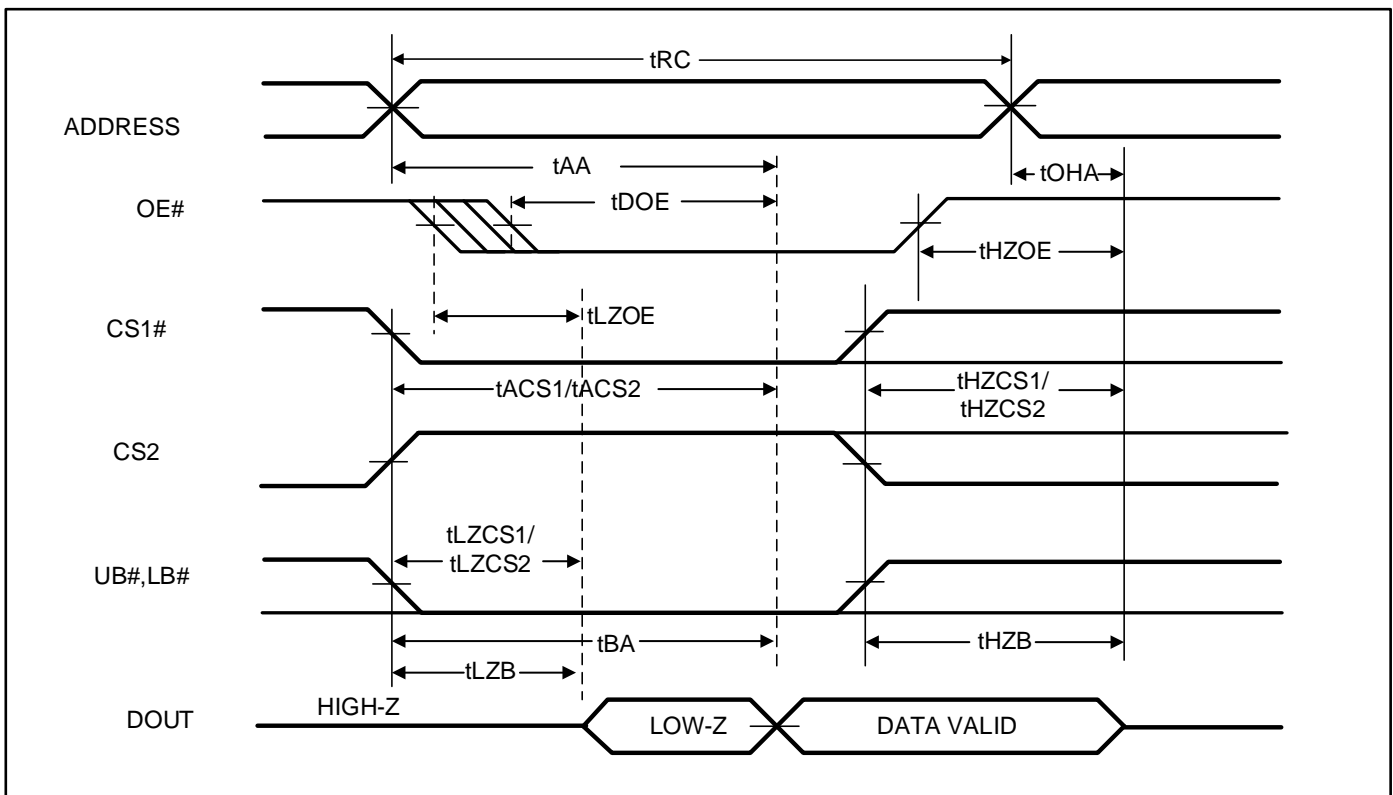 tRC
ADDRESS
tAA
tOHA
OE#
tDOE
tHZOE
CS1#
tLZOE
tACS1/tACS2
tHZCS1/
tHZCS2
CS2
tLZCS1/
tLZCS2
UB#,LB#
tBA
tHZB
tLZB
DOUT
HIGH-Z
LOW-Z
DATA VALID